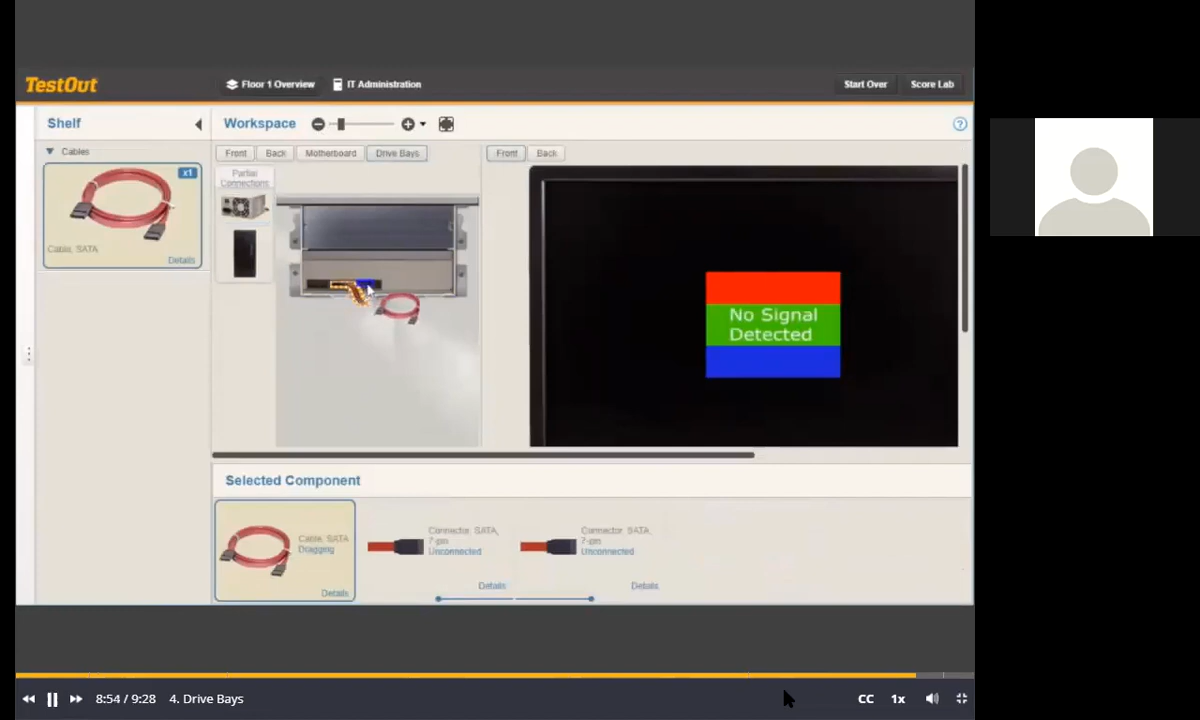 TestOut
Floor 1 Overview
IT Administration
Start Over
Score Lab
Shelf
Workspace
Cables
x1
Cable, SATA
Details
Front
Back
Motherboard
Drive Bays
Front
Back
Partial
Connections
No Signal
Detected
Selected Component
Cable, SATA
Dragging
Details
Connector, SATA,
7-pin
Unconnected
Details
Connector, SATA,
7-pin
Unconnected
Details
8:54 / 9:28
4. Drive Bays
CC
1x